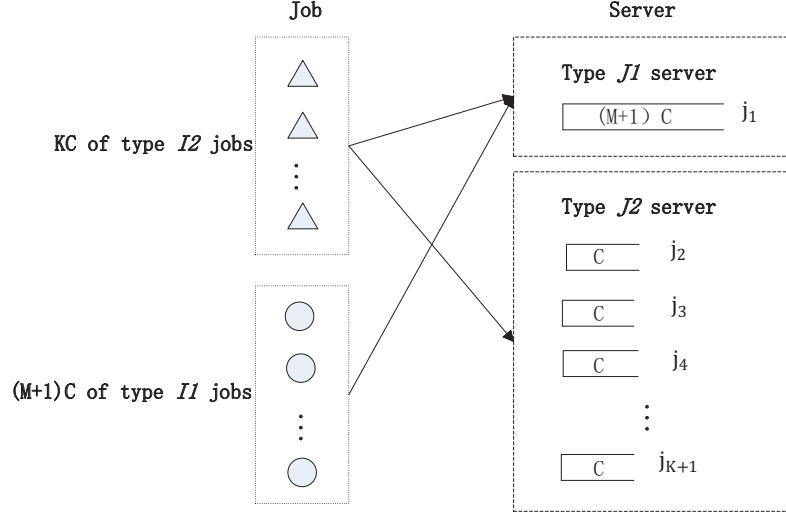 Job
Server
KC of type I2 jobs
Type J1 server
(M+1) C
j1
Type J2 server
C
j2
C
j3
C
j4
C
jK+1
(M+1)C of type I1 jobs